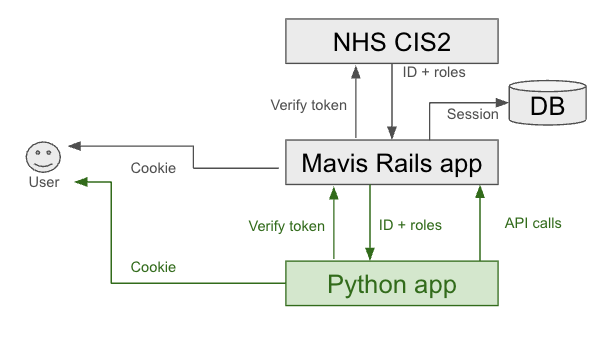 NHS CIS2
ID + roles
Verify token
Session
DB
Mavis Rails app
User
Cookie
Verify token
ID + roles
API calls
Cookie
Python app